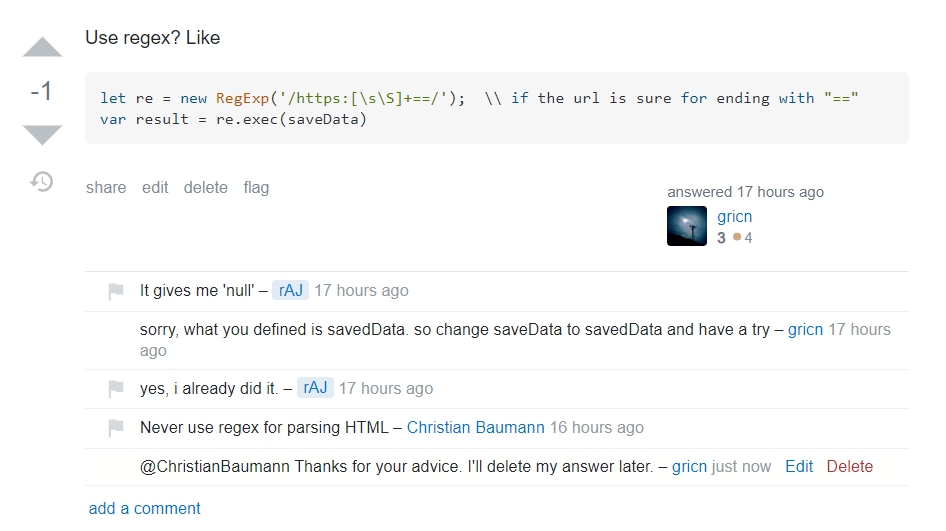 Use regex? Like
-1
let re = new RegExp('/https:[\s\S]+==/');  \\ if the url is sure for ending with "=="
var result = re.exec(saveData)
share edit delete flag
answered 17 hours ago
gricn
3 4
It gives me 'null' – rAJ 17 hours ago
sorry, what you defined is savedData. so change saveData to savedData and have a try – gricn 17 hours
ago
yes, i already did it. – rAJ 17 hours ago
Never use regex for parsing HTML – Christian Baumann 16 hours ago
@ChristianBaumann Thanks for your advice. I'll delete my answer later. – gricn just now Edit Delete
add a comment